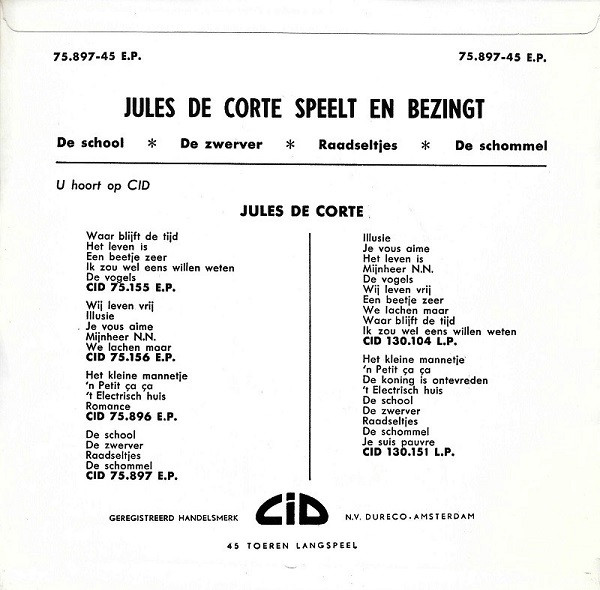 75.897-45 E.P.
75.897-45 E.P.
JULES DE CORTE SPEELT EN BEZINGT
De school * De zwerver * Raadseltjes * De schommel
U hoort op CID
JULES DE CORTE
Waar blijft de tijd
Het leven is
Een beetje zeer
Ik zou wel eens willen weten
De vogels
CID 75.155 E.P.
Wij leven vrij
Illusie
Je vous aime
Mijnheer N.N.
We lachen maar
CID 75.156 E.P.
Het kleine mannetje
'n Petit ça ça
't Electrisch huis
Romance
CID 75.896 E.P.
De school
De zwerver
Raadseltjes
De schommel
CID 75.897 E.P.
Illusie
Je vous aime
Het leven is
Mijnheer N.N.
De vogels
Wij leven vrij
Een beetje zeer
We lachen maar
Waar blijft de tijd
Ik zou wel eens willen weten
CID 130.104 L.P.
Het kleine mannetje
'n Petit ça ça
De koning is ontevreden
't Electrisch huis
De school
De zwerver
Raadseltjes
De schommel
Je suis pauvre
CID 130.151 L.P.
GEREGISTREERD HANDELSMERK CID N.V. DURECO-AMSTERDAM
45 TOEREN LANGSPEEL